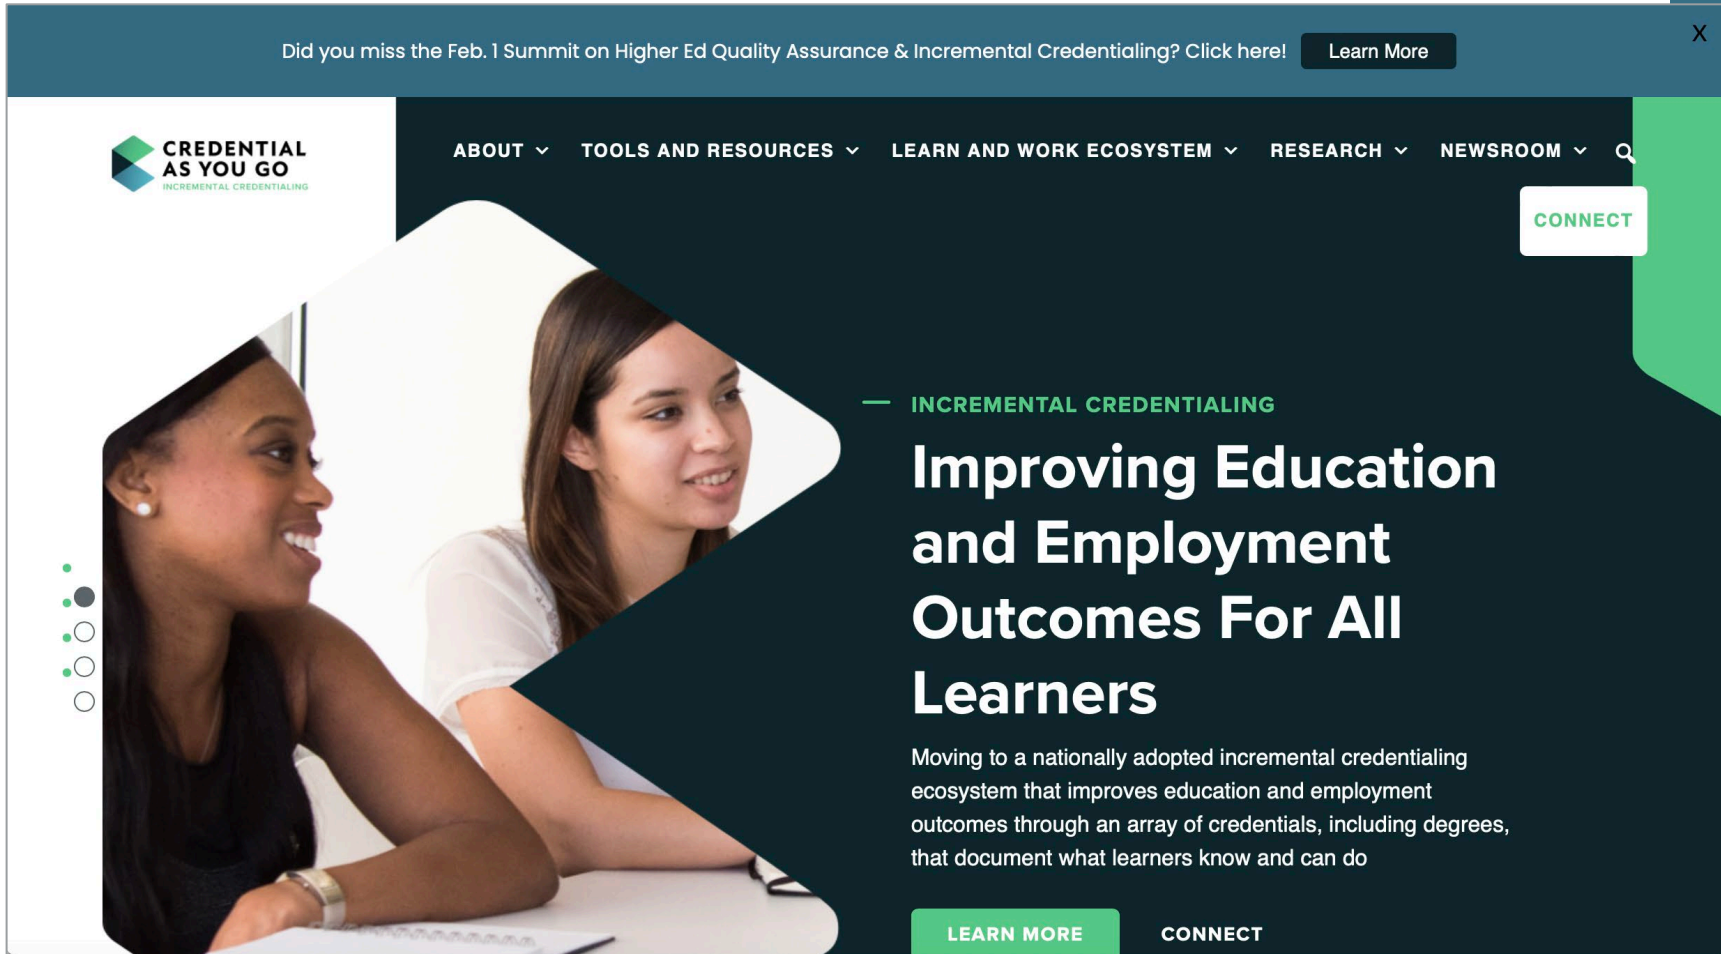 Did you miss the Feb. 1 Summit on Higher Ed Quality Assurance & Incremental Credentialing? Click here!
Learn More
X
CREDENTIAL
AS YOU GO
INCREMENTAL CREDENTIALING
ABOUT
TOOLS AND RESOURCES
LEARN AND WORK ECOSYSTEM
RESEARCH
NEWSROOM
CONNECT
INCREMENTAL CREDENTIALING
Improving Education
and Employment
Outcomes For All
Learners
Moving to a nationally adopted incremental credentialing
ecosystem that improves education and employment
outcomes through an array of credentials, including degrees,
that document what learners know and can do
LEARN MORE
CONNECT